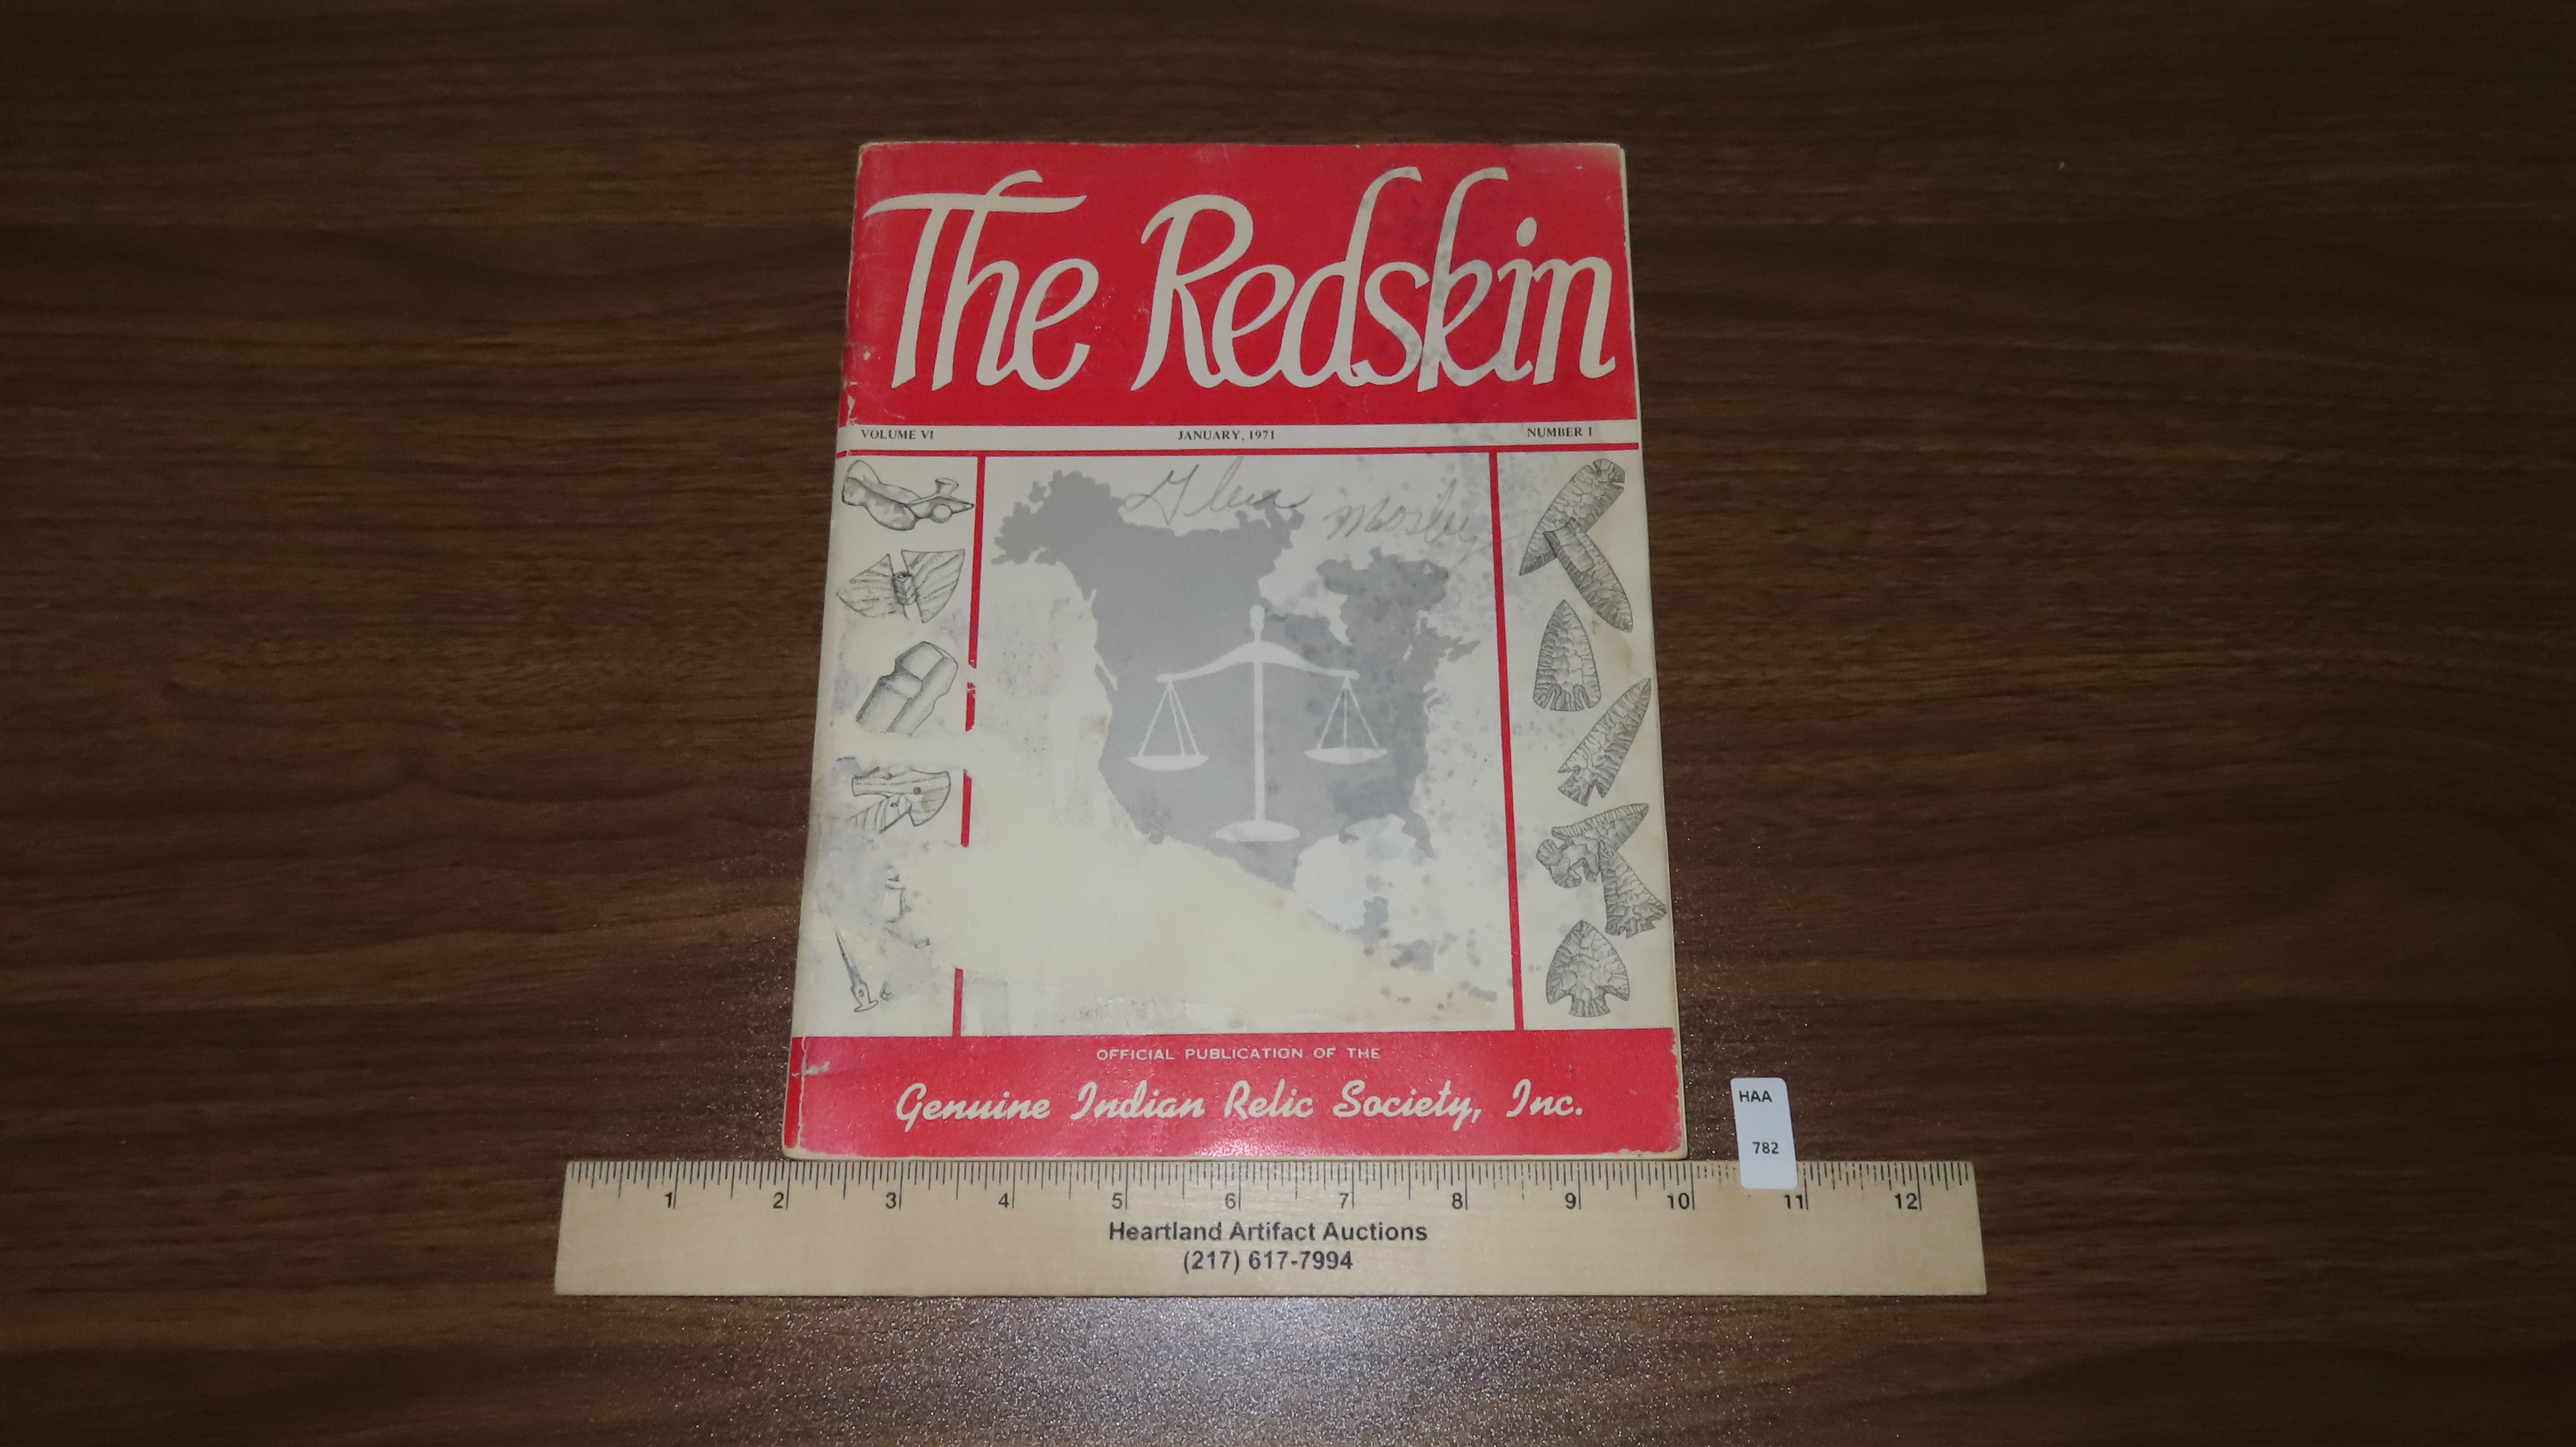 The Redskin
VOLUME VI JANUARY, 1971 NUMBER 1
Glen Mosby
OFFICIAL PUBLICATION OF THE
Genuine Indian Relic Society, Inc.
HAA
782
1 2 3 4 5 6 7 8 9 10 11 12
Heartland Artifact Auctions
(217) 617-7994